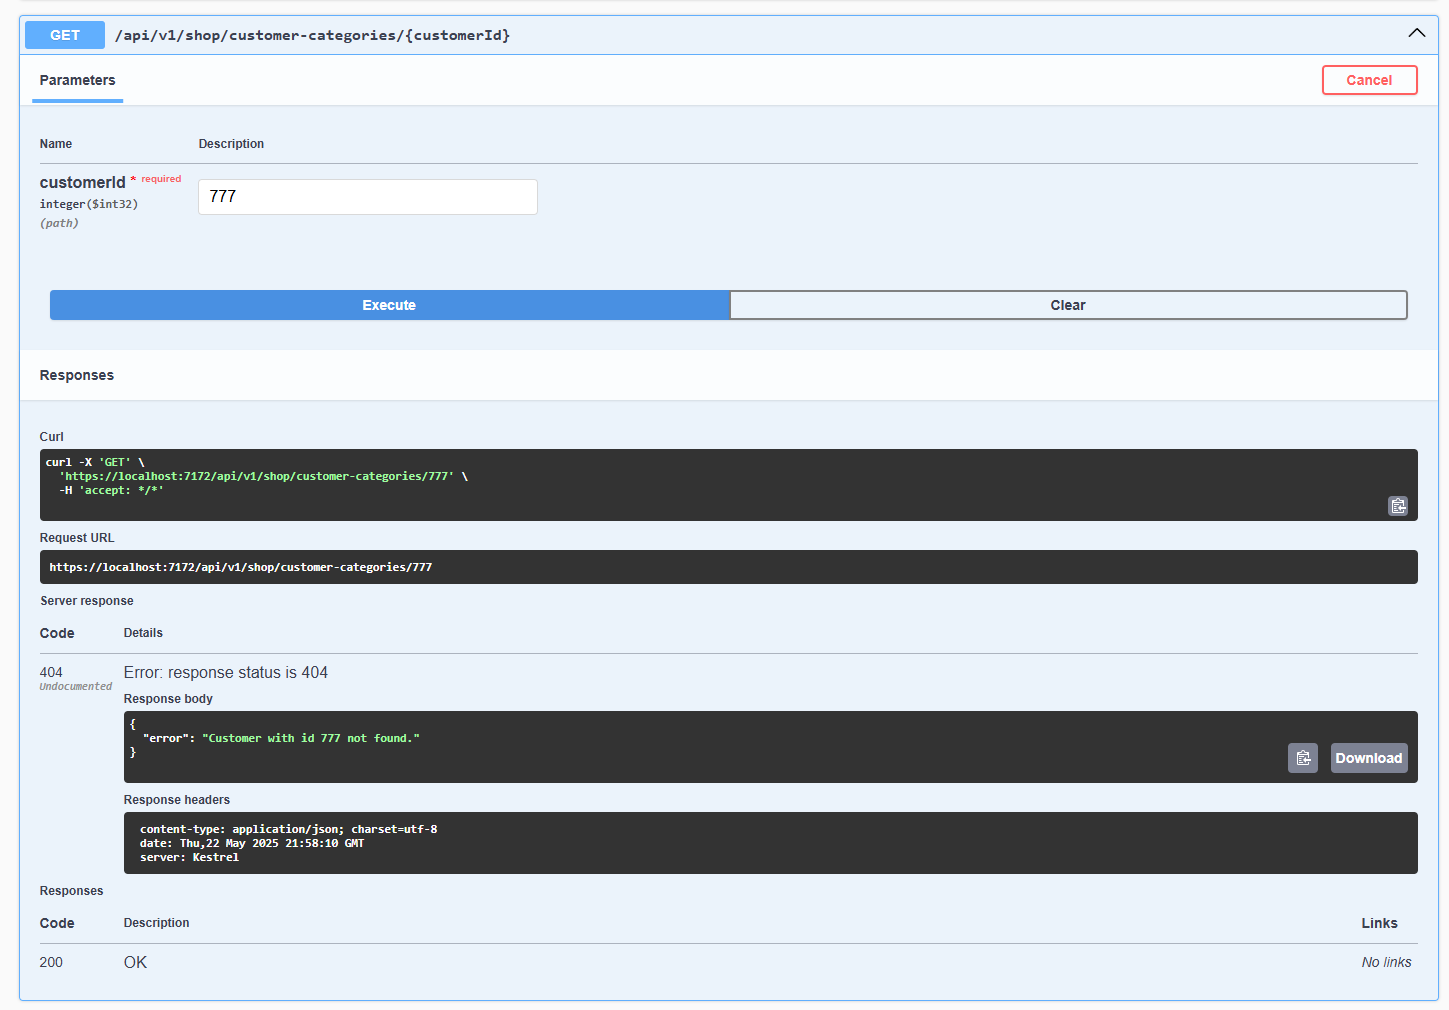 GET /api/v1/shop/customer-categories/{customerId}
Parameters
Cancel
Name Description
customerId * required
integer($int32)
(path)
777
Execute Clear
Responses
Curl
curl -X 'GET' \
'https://localhost:7172/api/v1/shop/customer-categories/777' \
-H 'accept: */*'
Request URL
https://localhost:7172/api/v1/shop/customer-categories/777
Server response
Code Details
404 Error: response status is 404
Undocumented
Response body
{
"error": "Customer with id 777 not found."
}
Download
Response headers
content-type: application/json; charset=utf-8
date: Thu,22 May 2025 21:58:10 GMT
server: Kestrel
Responses
Code Description Links
200 OK No links